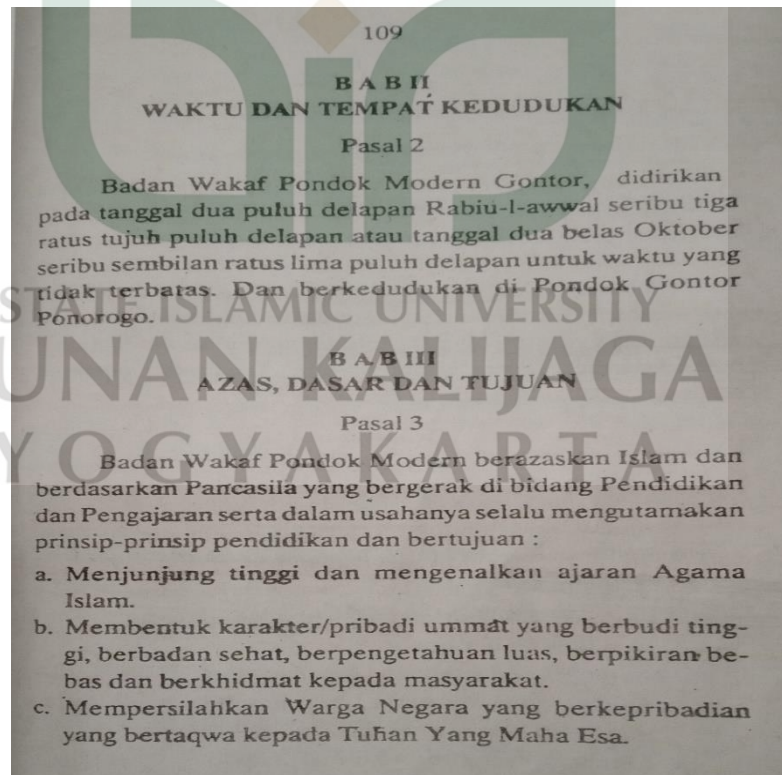 109
B A B II
WAKTU DAN TEMPAT KEDUDUKAN
Pasal 2
Badan Wakaf Pondok Modern Gontor, didirikan
pada tanggal dua puluh delapan Rabiu-l-awwal seribu tiga
ratus tujuh puluh delapan atau tanggal dua belas Oktober
seribu sembilan ratus lima puluh delapan untuk waktu yang
tidak terbatas. Dan berkedudukan di Pondok Gontor
Ponorogo.
STATE ISLAMIC UNIVERSITY
UNAN KALIJAGA
YOGYAKARTA
B A B III
AZAS, DASAR DAN TUJUAN
Pasal 3
Badan Wakaf Pondok Modern berazaskan Islam dan
berdasarkan Pancasila yang bergerak di bidang Pendidikan
dan Pengajaran serta dalam usahanya selalu mengutamakan
prinsip-prinsip pendidikan dan bertujuan :
a. Menjunjung tinggi dan mengenalkan ajaran Agama
Islam.
b. Membentuk karakter/pribadi ummat yang berbudi ting-
gi, berbadan sehat, berpengetahuan luas, berpikiran be-
bas dan berkhidmat kepada masyarakat.
c. Mempersilahkan Warga Negara yang berkepribadian
yang bertaqwa kepada Tuhan Yang Maha Esa.